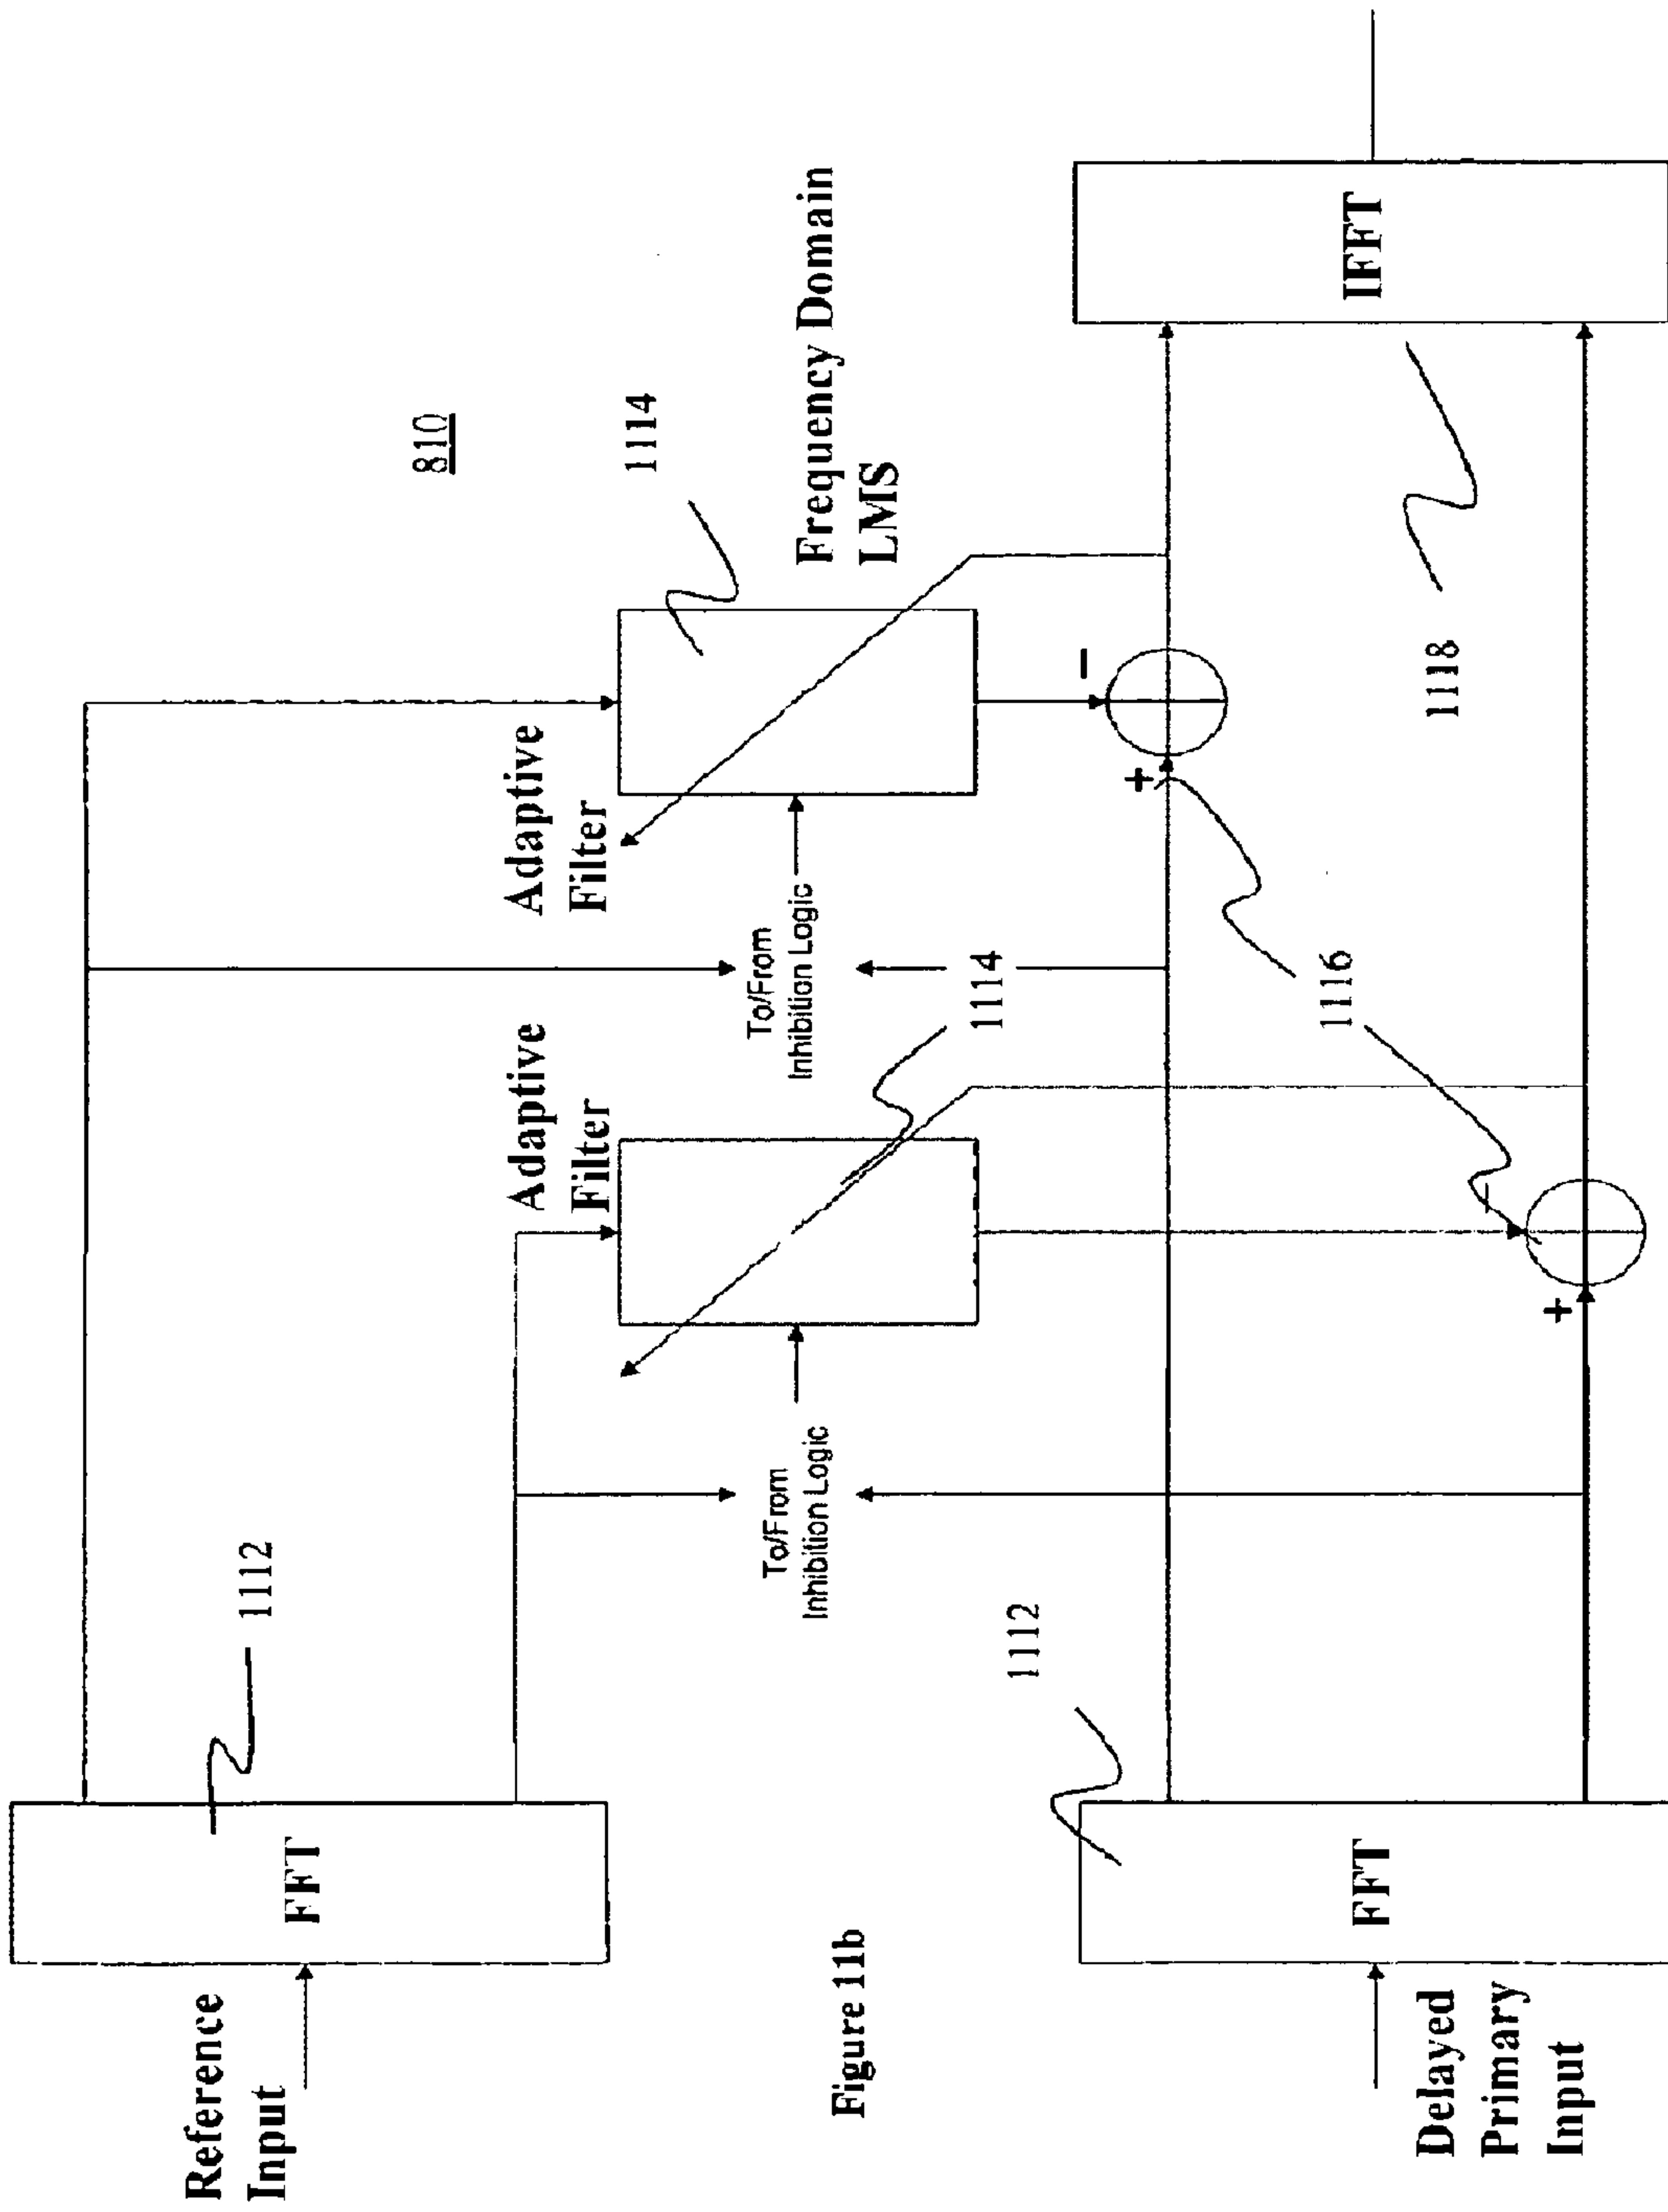 Reference
Input
FFT
1112
810
Adaptive
Filter
Adaptive
Filter
1114
Frequency Domain
LMS
To/From
Inhibition Logic
To/From
Inhibition Logic
1114
-
+
Figure 11b
1112
1116
+
-
1118
Delayed
Primary
Input
FFT
IFFT